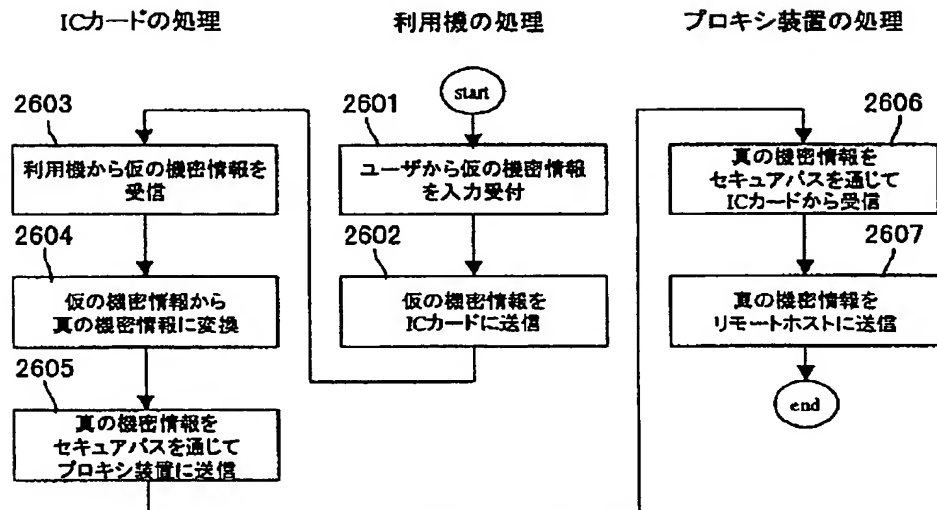 ICカードの処理
利用機の処理
プロキシ装置の処理
start
2601
ユーザから仮の機密情報
を入力受付
2602
仮の機密情報を
ICカードに送信
2603
利用機から仮の機密情報を
受信
2604
仮の機密情報から
真の機密情報に変換
2605
真の機密情報を
セキュアパスを通じて
プロキシ装置に送信
2606
真の機密情報を
セキュアパスを通じて
ICカードから受信
2607
真の機密情報を
リモートホストに送信
end